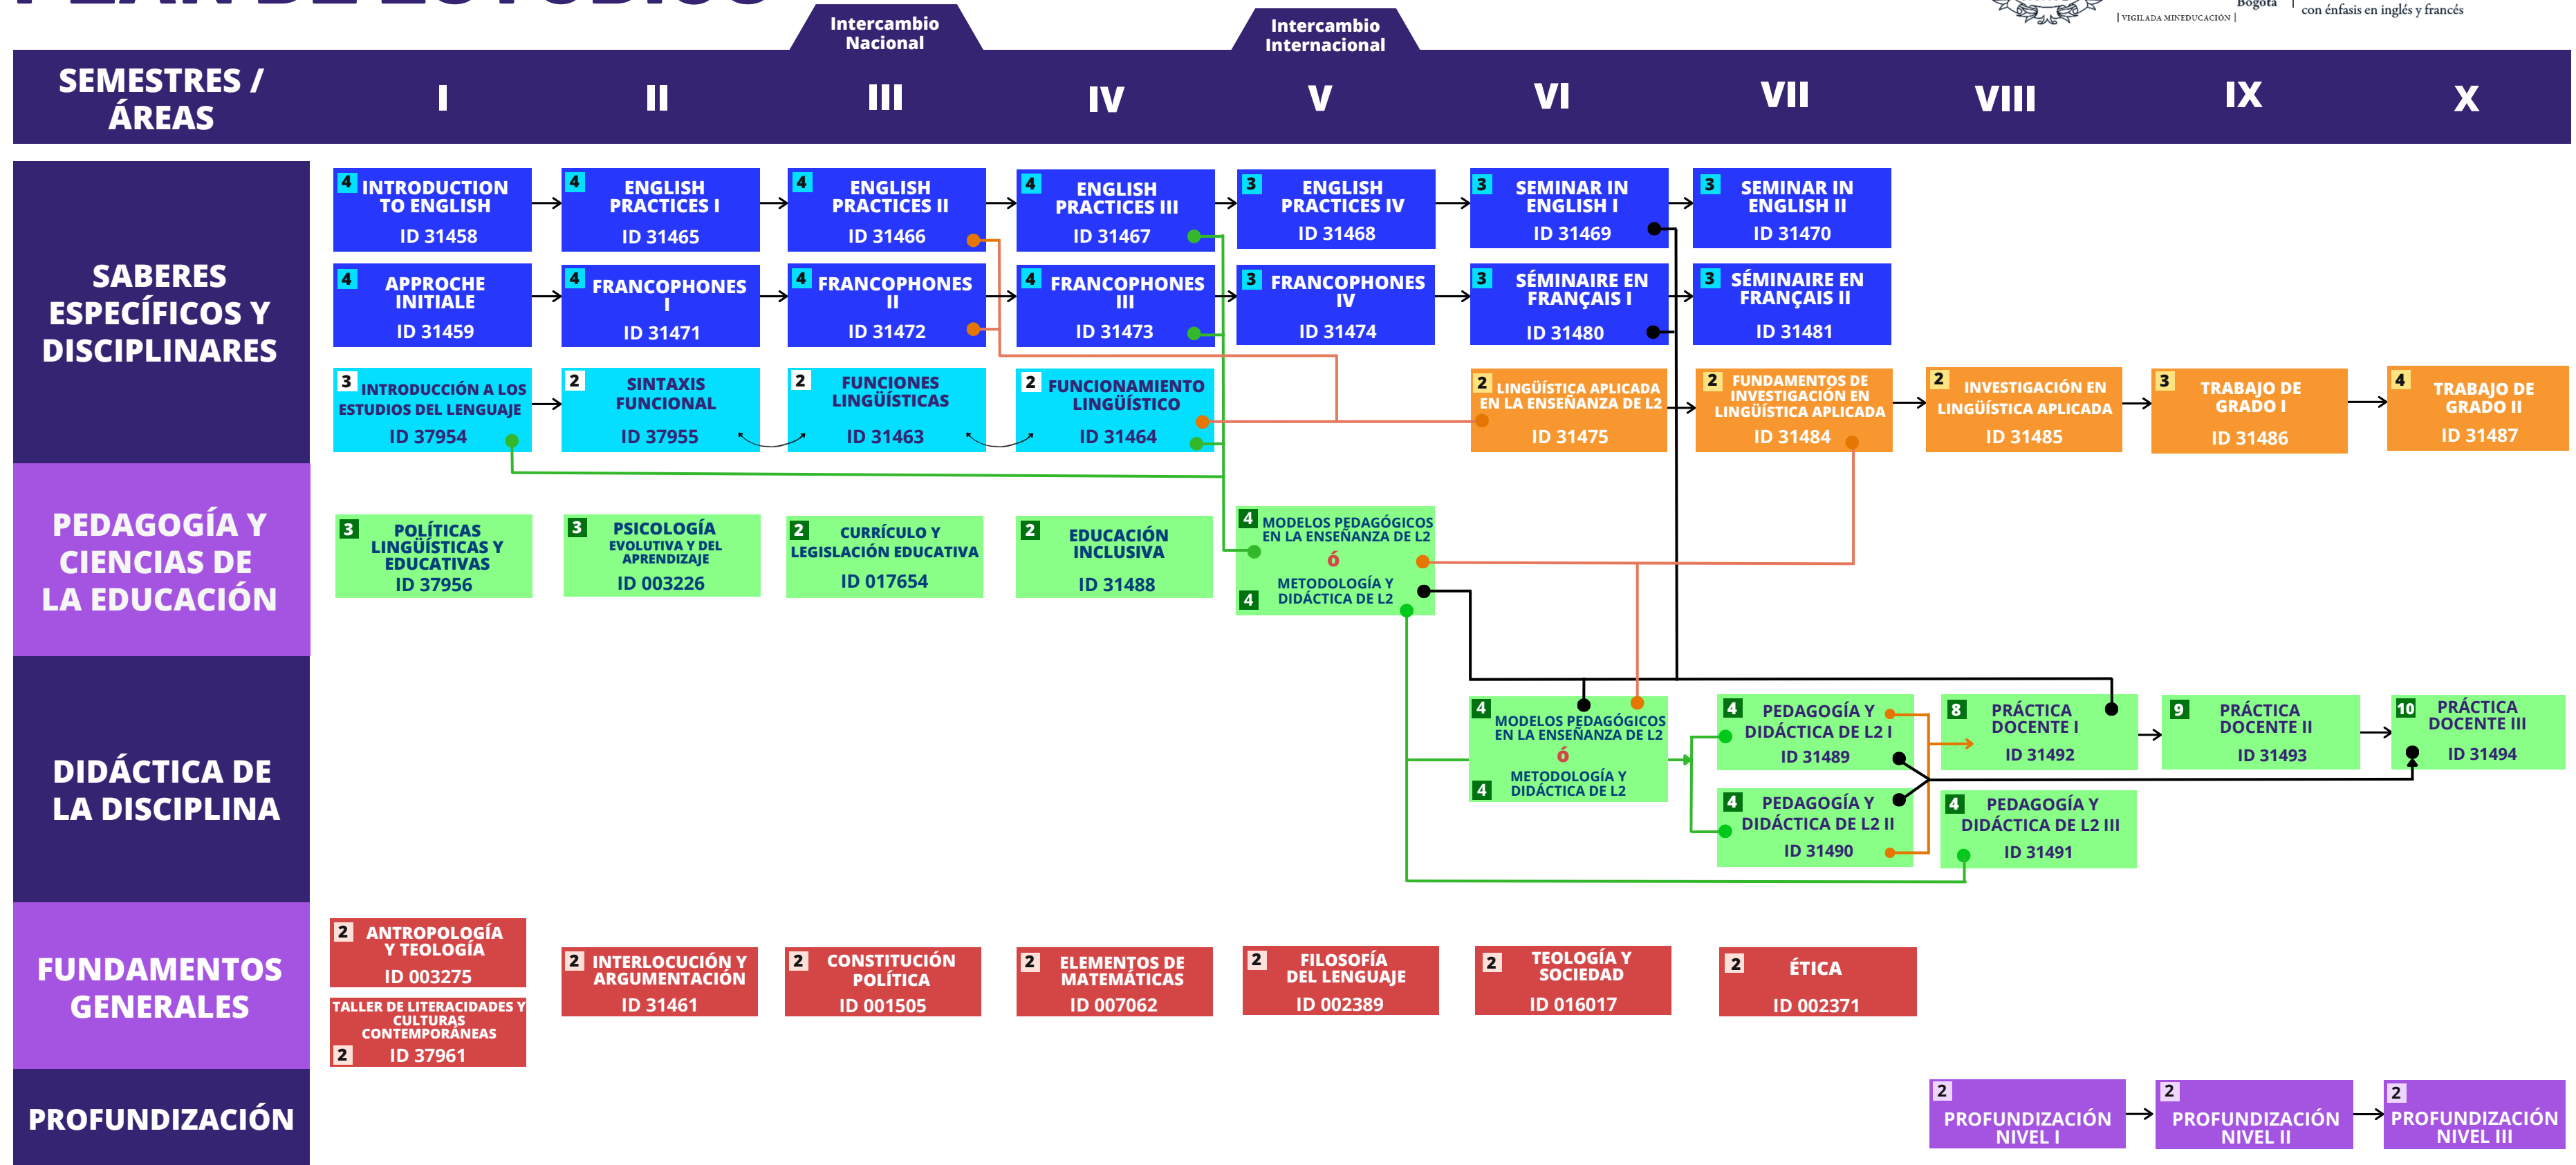 PLAN DE ESTUDIOS
Bogotá
con énfasis en inglés y francés
| VIGILADA MINEDUCACIÓN |
Intercambio
Nacional
Intercambio
Internacional
SEMESTRES /
ÁREAS
I
II
III
IV
V
VI
VII
VIII
IX
X
SABERES
ESPECÍFICOS Y
DISCIPLINARES
4
INTRODUCTION
TO ENGLISH
ID 31458
4
ENGLISH
PRACTICES I
ID 31465
4
ENGLISH
PRACTICES II
ID 31466
4
ENGLISH
PRACTICES III
ID 31467
3
ENGLISH
PRACTICES IV
ID 31468
3
SEMINAR IN
ENGLISH I
ID 31469
3
SEMINAR IN
ENGLISH II
ID 31470
4
APPROCHE
INITIALE
ID 31459
4
FRANCOPHONES
I
ID 31471
4
FRANCOPHONES
II
ID 31472
4
FRANCOPHONES
III
ID 31473
3
FRANCOPHONES
IV
ID 31474
3
SÉMINAIRE EN
FRANÇAIS I
ID 31480
3
SÉMINAIRE EN
FRANÇAIS II
ID 31481
3
INTRODUCCIÓN A LOS
ESTUDIOS DEL LENGUAJE
ID 37954
2
SINTAXIS
FUNCIONAL
ID 37955
2
FUNCIONES
LINGÜÍSTICAS
ID 31463
2
FUNCIONAMIENTO
LINGÜÍSTICO
ID 31464
2
LINGÜÍSTICA APLICADA
EN LA ENSEÑANZA DE L2
ID 31475
2
FUNDAMENTOS DE
INVESTIGACIÓN EN
LINGÜÍSTICA APLICADA
ID 31484
2
INVESTIGACIÓN EN
LINGÜÍSTICA APLICADA
ID 31485
3
TRABAJO DE
GRADO I
ID 31486
4
TRABAJO DE
GRADO II
ID 31487
PEDAGOGÍA Y
CIENCIAS DE
LA EDUCACIÓN
3
POLÍTICAS
LINGÜÍSTICAS Y
EDUCATIVAS
ID 37956
3
PSICOLOGÍA
EVOLUTIVA Y DEL
APRENDIZAJE
ID 003226
2
CURRÍCULO Y
LEGISLACIÓN EDUCATIVA
ID 017654
2
EDUCACIÓN
INCLUSIVA
ID 31488
4
MODELOS PEDAGÓGICOS
EN LA ENSEÑANZA DE L2
ó
METODOLOGÍA Y
DIDÁCTICA DE L2
4
DIDÁCTICA DE
LA DISCIPLINA
4
MODELOS PEDAGÓGICOS
EN LA ENSEÑANZA DE L2
ó
METODOLOGÍA Y
DIDÁCTICA DE L2
4
4
PEDAGOGÍA Y
DIDÁCTICA DE L2 I
ID 31489
8
PRÁCTICA
DOCENTE I
ID 31492
9
PRÁCTICA
DOCENTE II
ID 31493
10
PRÁCTICA
DOCENTE III
ID 31494
4
PEDAGOGÍA Y
DIDÁCTICA DE L2 II
ID 31490
4
PEDAGOGÍA Y
DIDÁCTICA DE L2 III
ID 31491
FUNDAMENTOS
GENERALES
2
ANTROPOLOGÍA
Y TEOLOGÍA
ID 003275
TALLER DE LITERACIDADES Y
CULTURAS
CONTEMPORÁNEAS
2
ID 37961
2
INTERLOCUCIÓN Y
ARGUMENTACIÓN
ID 31461
2
CONSTITUCIÓN
POLÍTICA
ID 001505
2
ELEMENTOS DE
MATEMÁTICAS
ID 007062
2
FILOSOFÍA
DEL LENGUAJE
ID 002389
2
TEOLOGÍA Y
SOCIEDAD
ID 016017
2
ÉTICA
ID 002371
PROFUNDIZACIÓN
2
PROFUNDIZACIÓN
NIVEL I
2
PROFUNDIZACIÓN
NIVEL II
2
PROFUNDIZACIÓN
NIVEL III